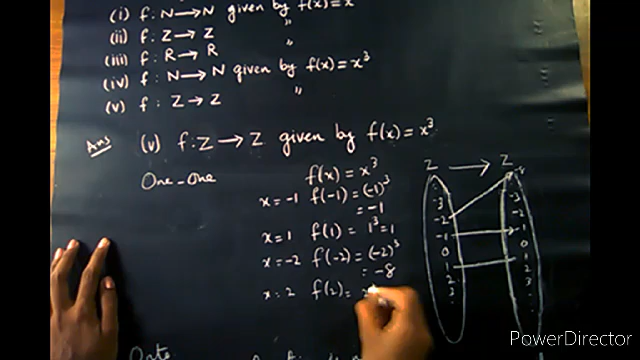 (i) f: N → N given by f(x) = x
(ii) f: Z → Z "
(iii) f: R → R "
(iv) f: N → N given by f(x) = x³
(v) f: Z → Z "
Ans (v) f: Z → Z given by f(x) = x³
One-One f(x) = x³
x = -1 f(-1) = (-1)³
= -1
x = 1 f(1) = 1³ = 1
x = -2 f(-2) = (-2)³
= -8
x = 2 f(2) =
Z → Z
-8
-3 -3
-2 -2
-1 -1
0 0
1 1
2 2
3 3
Onto
PowerDirector